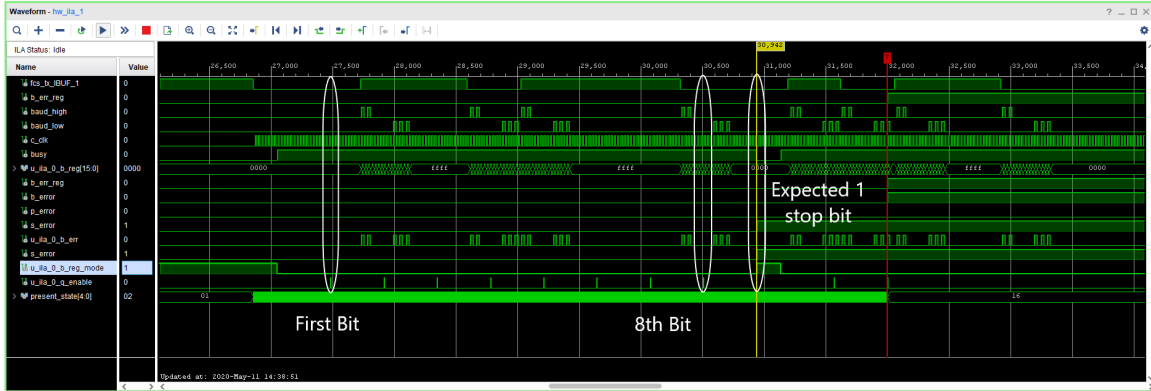 Waveform - hw_ila_1
ILA Status: Idle
30,942
Name Value
26,500 27,000 27,500 28,000 28,500 29,000 29,500 30,000 30,500 31,000 31,500 32,000 32,500 33,000 33,500 34,
fcs_tx_IBUF_1 0
b_err_reg 0
baud_high 0
baud_low 0
c_clk 0
busy 0
u_ila_0_b_reg[15:0] 0000 0000 ffff ffff ffff 0000 ffff 0000
b_err_reg 0
b_error 0
p_error 0
s_error 1
u_ila_0_b_err 0
s_error 1
u_ila_0_b_reg_mode 1
u_ila_0_q_enable 0
present_state[4:0] 02 01 16
Expected 1
stop bit
First Bit
8th Bit
Updated at: 2020-May-11 14:38:51